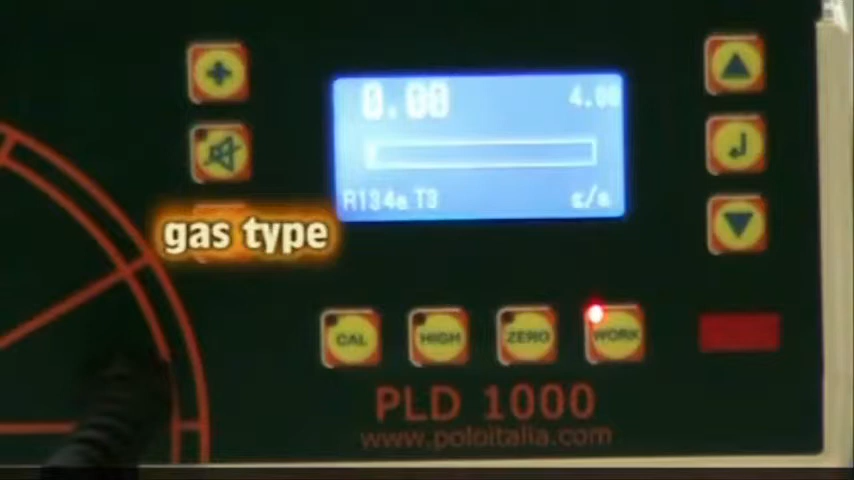 0.00 4.00
R134a T3 g/a
gas type
CAL HIGH ZERO WORK
PLD 1000
www.poloitalia.com